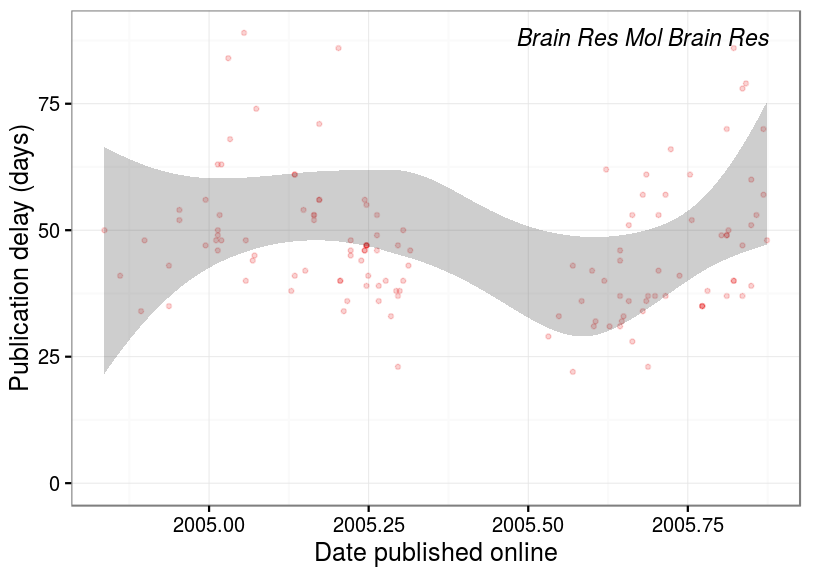 Brain Res Mol Brain Res
Publication delay (days)
75
50
25
0
2005.00 2005.25 2005.50 2005.75
Date published online